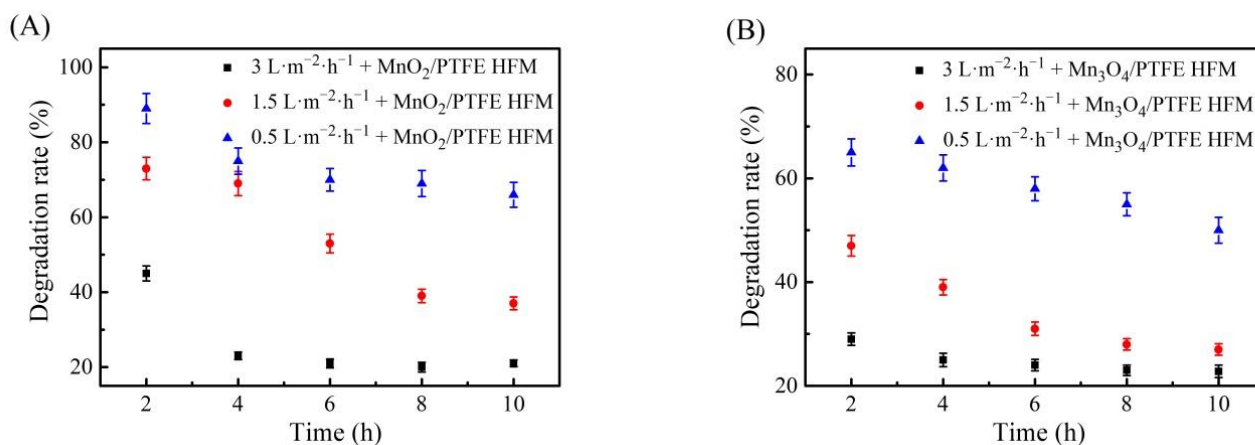 (A)
100
80
60
40
20
2 4 6 8 10
Degradation rate (%)
Time (h)
3 L·m⁻²·h⁻¹ + MnO₂/PTFE HFM
1.5 L·m⁻²·h⁻¹ + MnO₂/PTFE HFM
0.5 L·m⁻²·h⁻¹ + MnO₂/PTFE HFM
(B)
80
60
40
20
2 4 6 8 10
Degradation rate (%)
Time (h)
3 L·m⁻²·h⁻¹ + Mn₃O₄/PTFE HFM
1.5 L·m⁻²·h⁻¹ + Mn₃O₄/PTFE HFM
0.5 L·m⁻²·h⁻¹ + Mn₃O₄/PTFE HFM